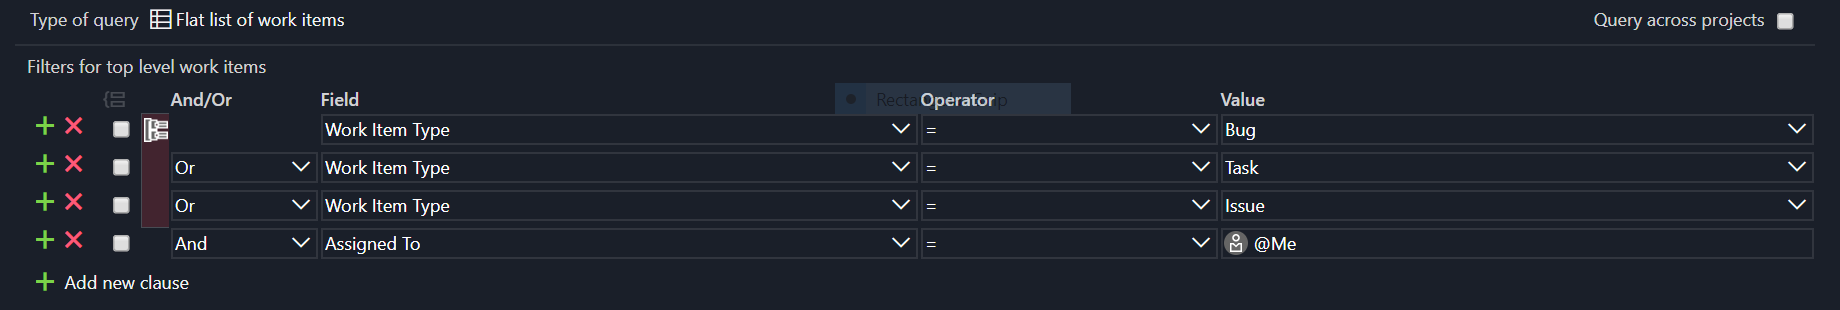 Type of query Flat list of work items Query across projects
Filters for top level work items
And/Or Field Operator Value
Work Item Type = Bug
Or Work Item Type = Task
Or Work Item Type = Issue
And Assigned To = @Me
Add new clause